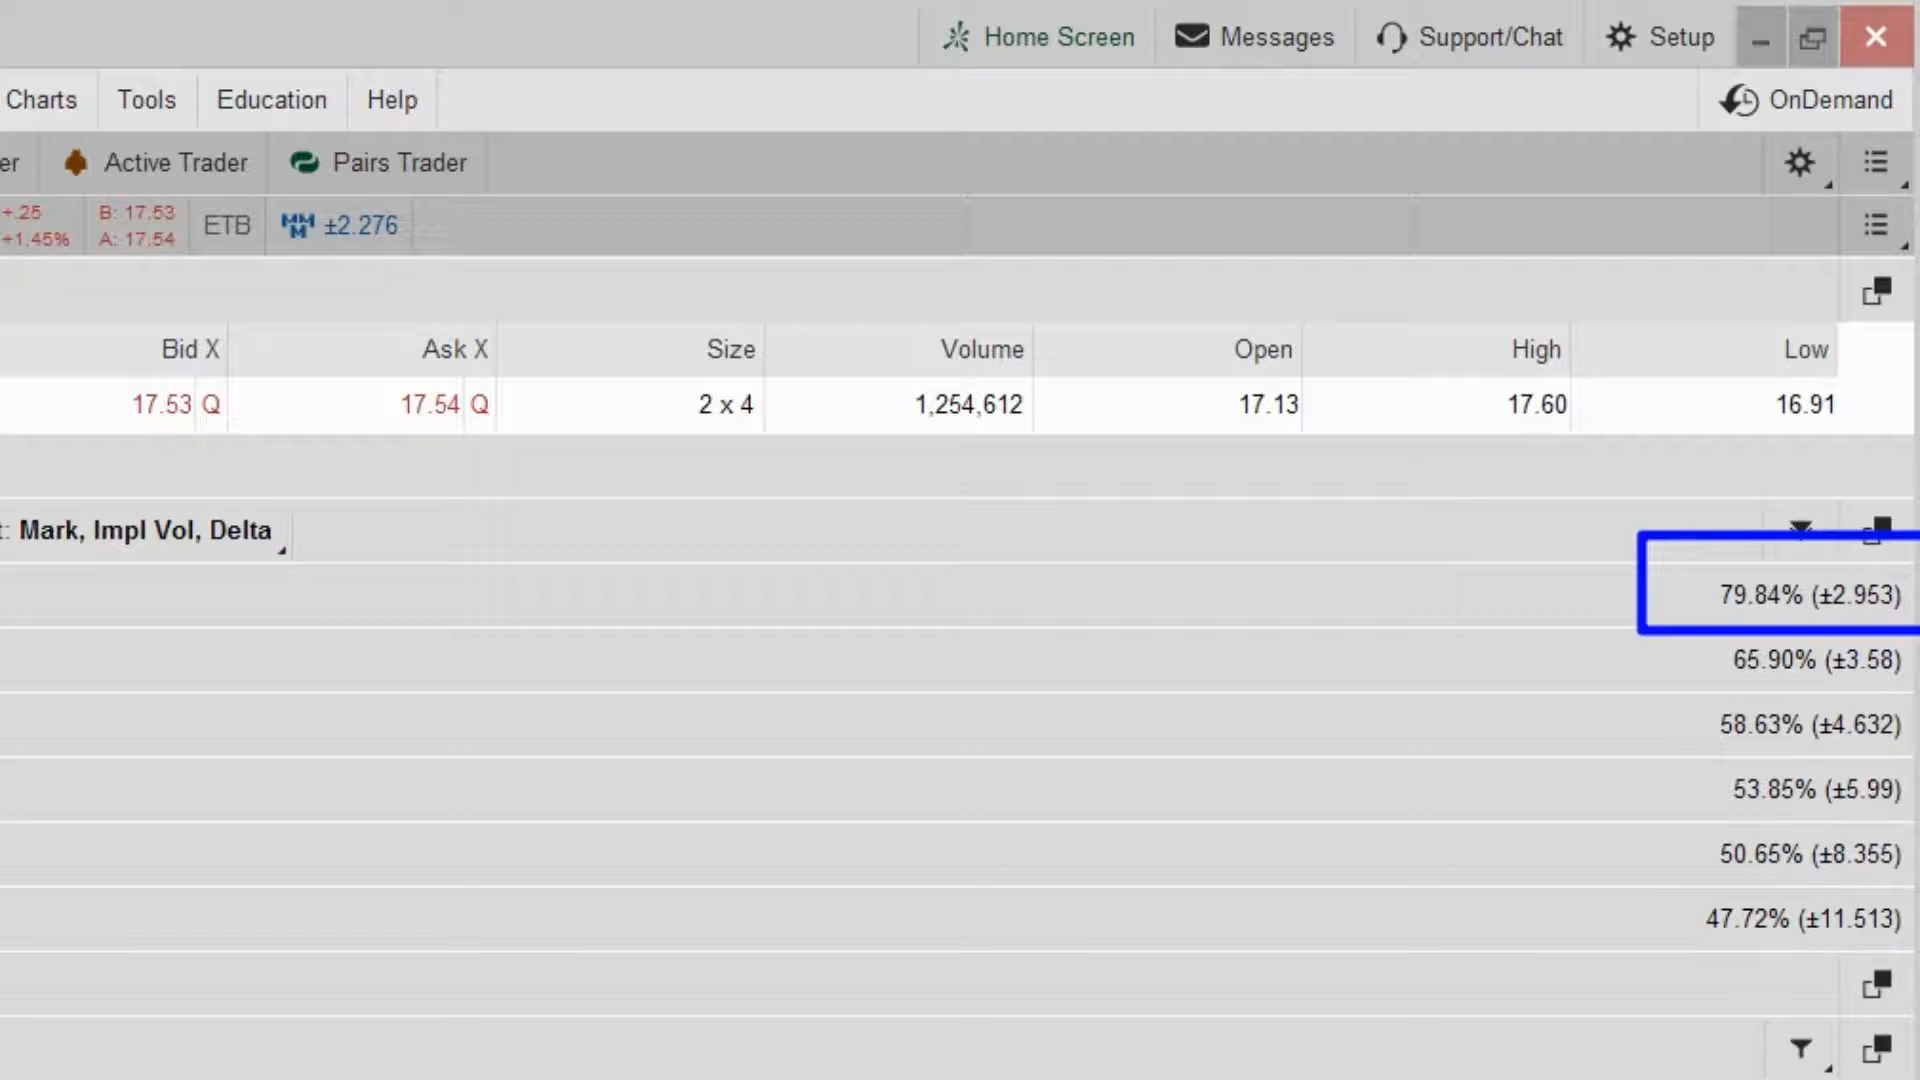 Home Screen Messages Support/Chat Setup
Charts Tools Education Help OnDemand
er Active Trader Pairs Trader
+.25 B: 17.53
+1.45% A: 17.54 ETB MMM ±2.276
Bid X Ask X Size Volume Open High Low
17.53 Q 17.54 Q 2 x 4 1,254,612 17.13 17.60 16.91
t: Mark, Impl Vol, Delta
79.84% (±2.953)
65.90% (±3.58)
58.63% (±4.632)
53.85% (±5.99)
50.65% (±8.355)
47.72% (±11.513)